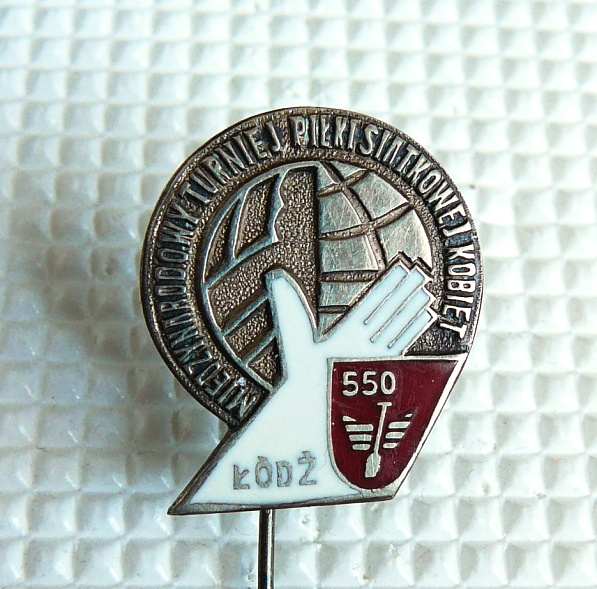 MIĘDZYNARODOWY TURNIEJ PIŁKI SIATKOWEJ KOBIET
550
ŁÓDŹ